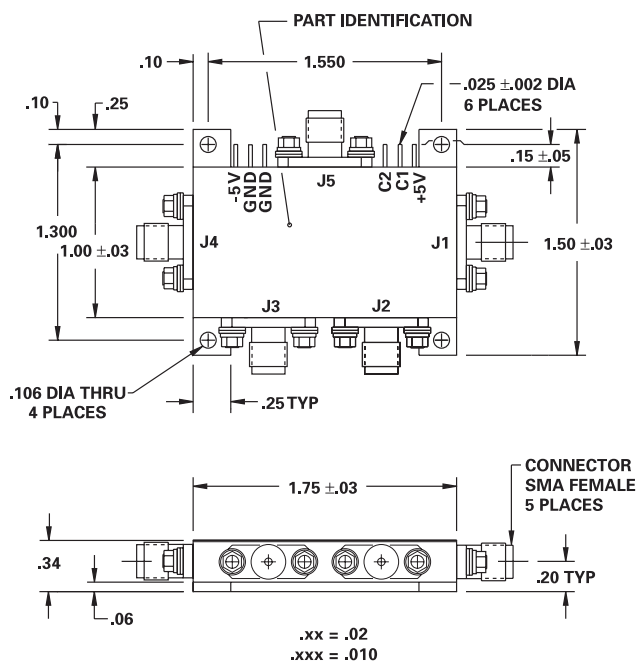 PART IDENTIFICATION
.10
1.550
.025 ±.002 DIA
6 PLACES
.10
.25
.15 ±.05
-5V
GND
GND
J5
C2
C1
+5V
1.300
1.00 ±.03
J4
J1
1.50 ±.03
J3
J2
.106 DIA THRU
4 PLACES
.25 TYP
1.75 ±.03
CONNECTOR
SMA FEMALE
5 PLACES
.34
.20 TYP
.06
.xx = .02
.xxx = .010